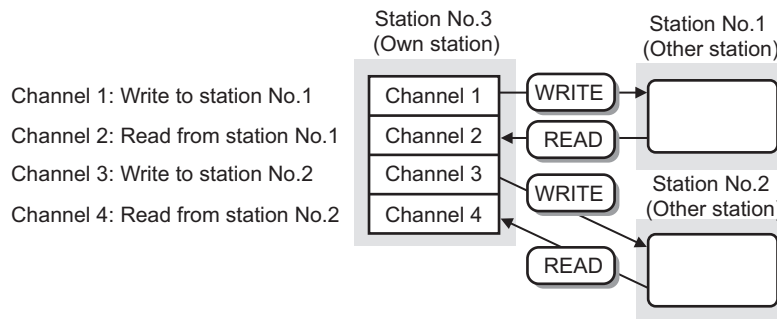 Station No.3
(Own station)
Station No.1
(Other station)
Channel 1: Write to station No.1
Channel 2: Read from station No.1
Channel 3: Write to station No.2
Channel 4: Read from station No.2
Channel 1
Channel 2
Channel 3
Channel 4
WRITE
READ
WRITE
READ
Station No.2
(Other station)